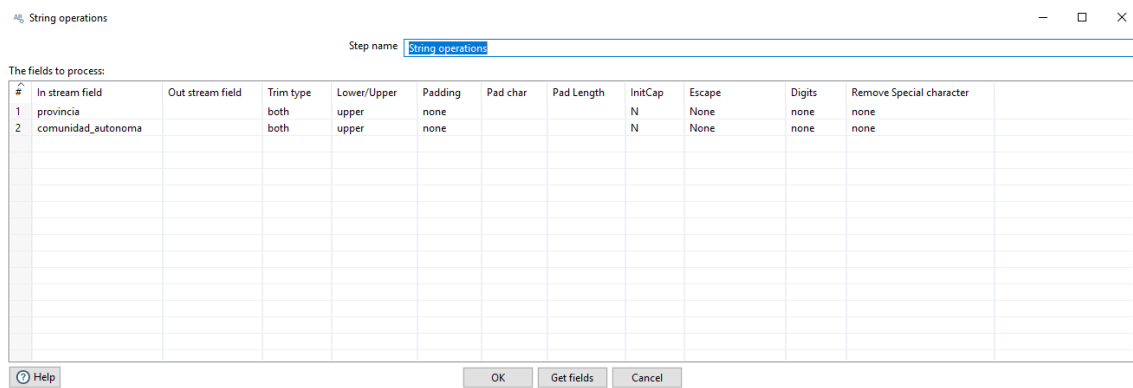 String operations
Step name String operations
The fields to process:
# In stream field Out stream field Trim type Lower/Upper Padding Pad char Pad Length InitCap Escape Digits Remove Special character
1 provincia both upper none N None none none
2 comunidad_autonoma both upper none N None none none
Help OK Get fields Cancel